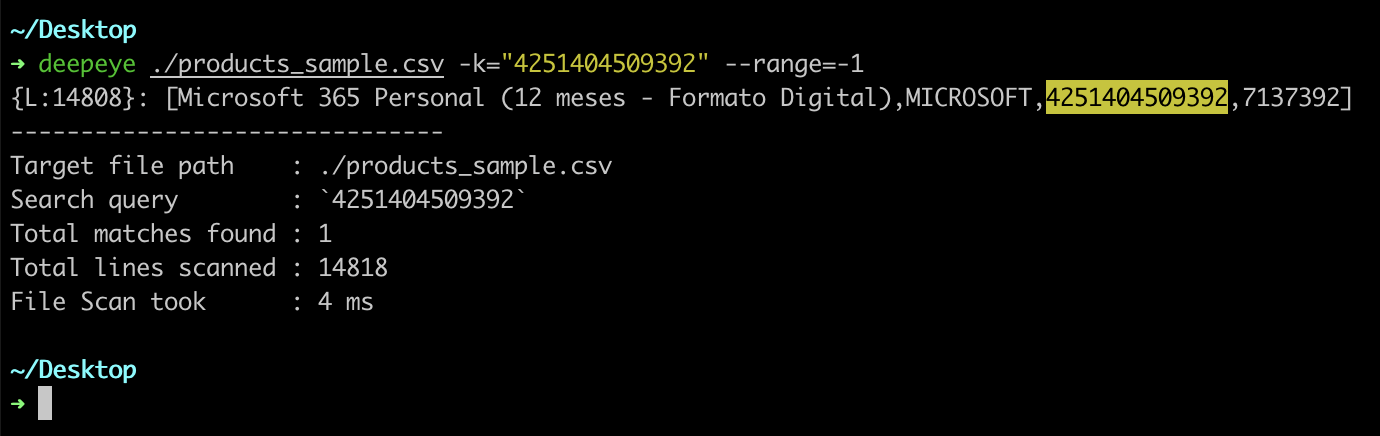 ~/Desktop
➜ deepeye ./products_sample.csv -k="4251404509392" --range=-1
{L:14808}: [Microsoft 365 Personal (12 meses - Formato Digital),MICROSOFT,4251404509392,7137392]
-------------------------------
Target file path    : ./products_sample.csv
Search query        : `4251404509392`
Total matches found : 1
Total lines scanned : 14818
File Scan took      : 4 ms
~/Desktop
➜